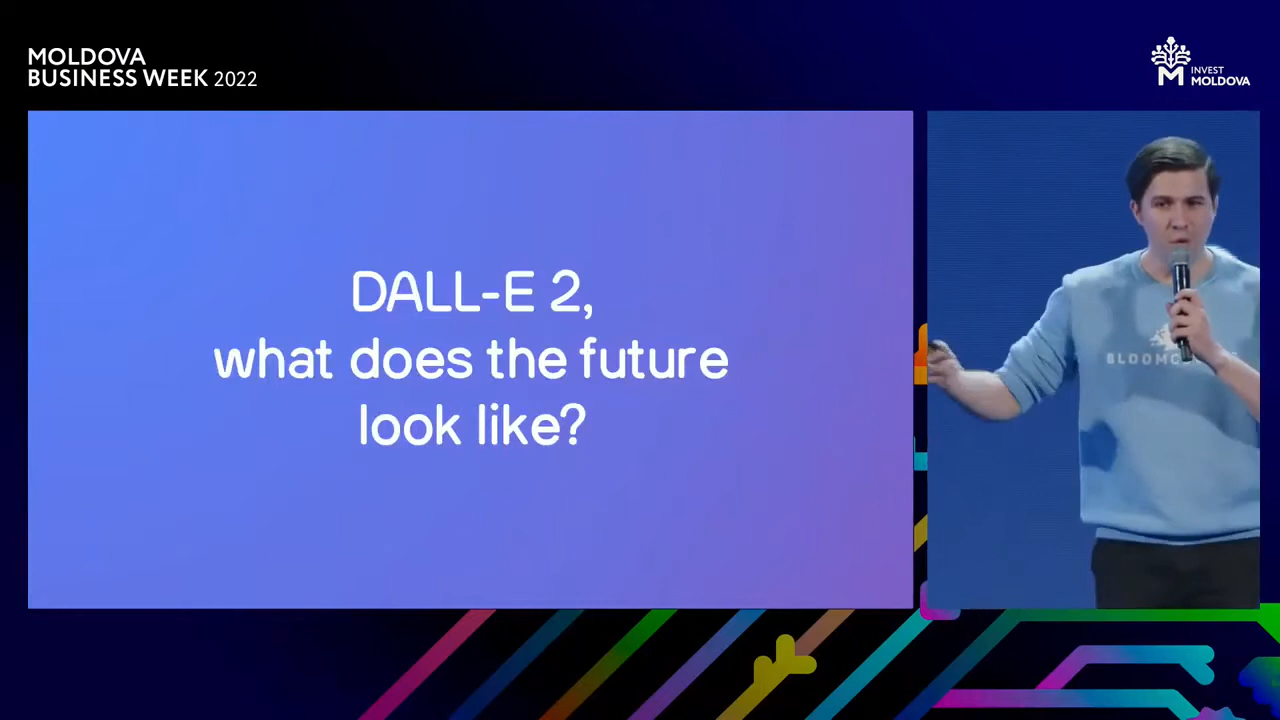 MOLDOVA
BUSINESS WEEK 2022
INVEST
MOLDOVA
DALL-E 2,
what does the future
look like?